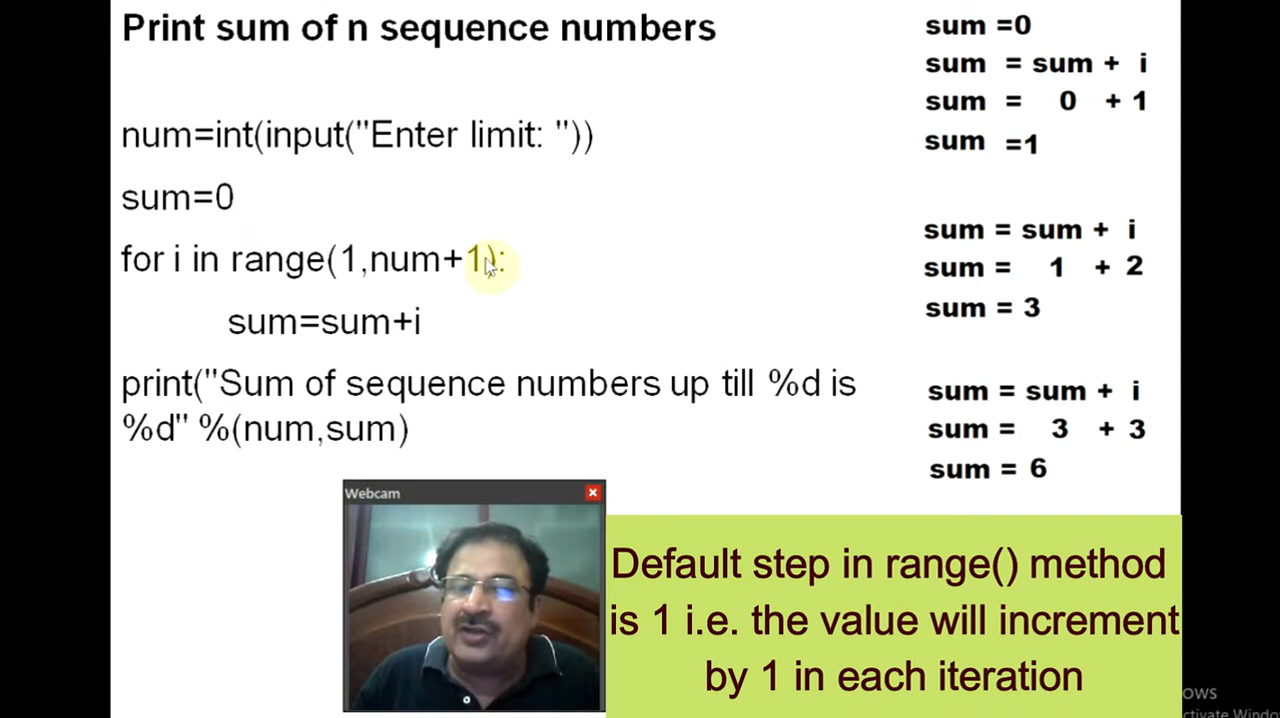 Print sum of n sequence numbers
num=int(input("Enter limit: "))
sum=0
for i in range(1,num+1):
sum=sum+i
print("Sum of sequence numbers up till %d is
%d" %(num,sum)
sum =0
sum = sum + i
sum = 0 + 1
sum =1
sum = sum + i
sum = 1 + 2
sum = 3
sum = sum + i
sum = 3 + 3
sum = 6
Webcam
Default step in range() method
is 1 i.e. the value will increment
by 1 in each iteration